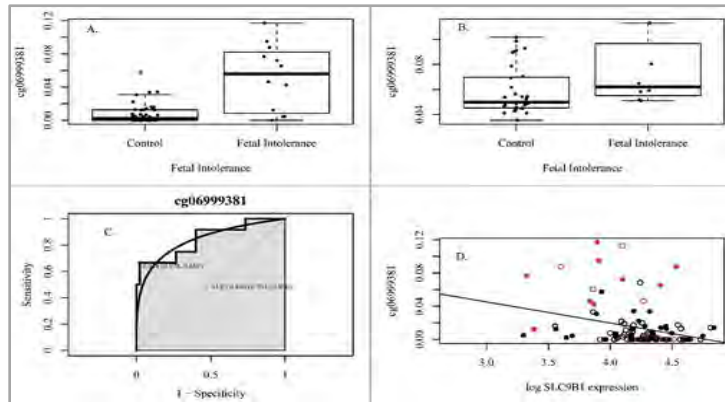 A.
cg06999381
0.12
0.08
0.04
0.00
Control
Fetal Intolerance
Fetal Intolerance
B.
cg06999381
0.08
0.04
Control
Fetal Intolerance
Fetal Intolerance
cg06999381
C.
Sensitivity
1
0.8
0.6
0.4
0.2
0
0
0.5
1
1 - Specificity
D.
cg06999381
0.12
0.08
0.04
0.00
3.0
3.5
4.0
4.5
log SLC9B1 expression